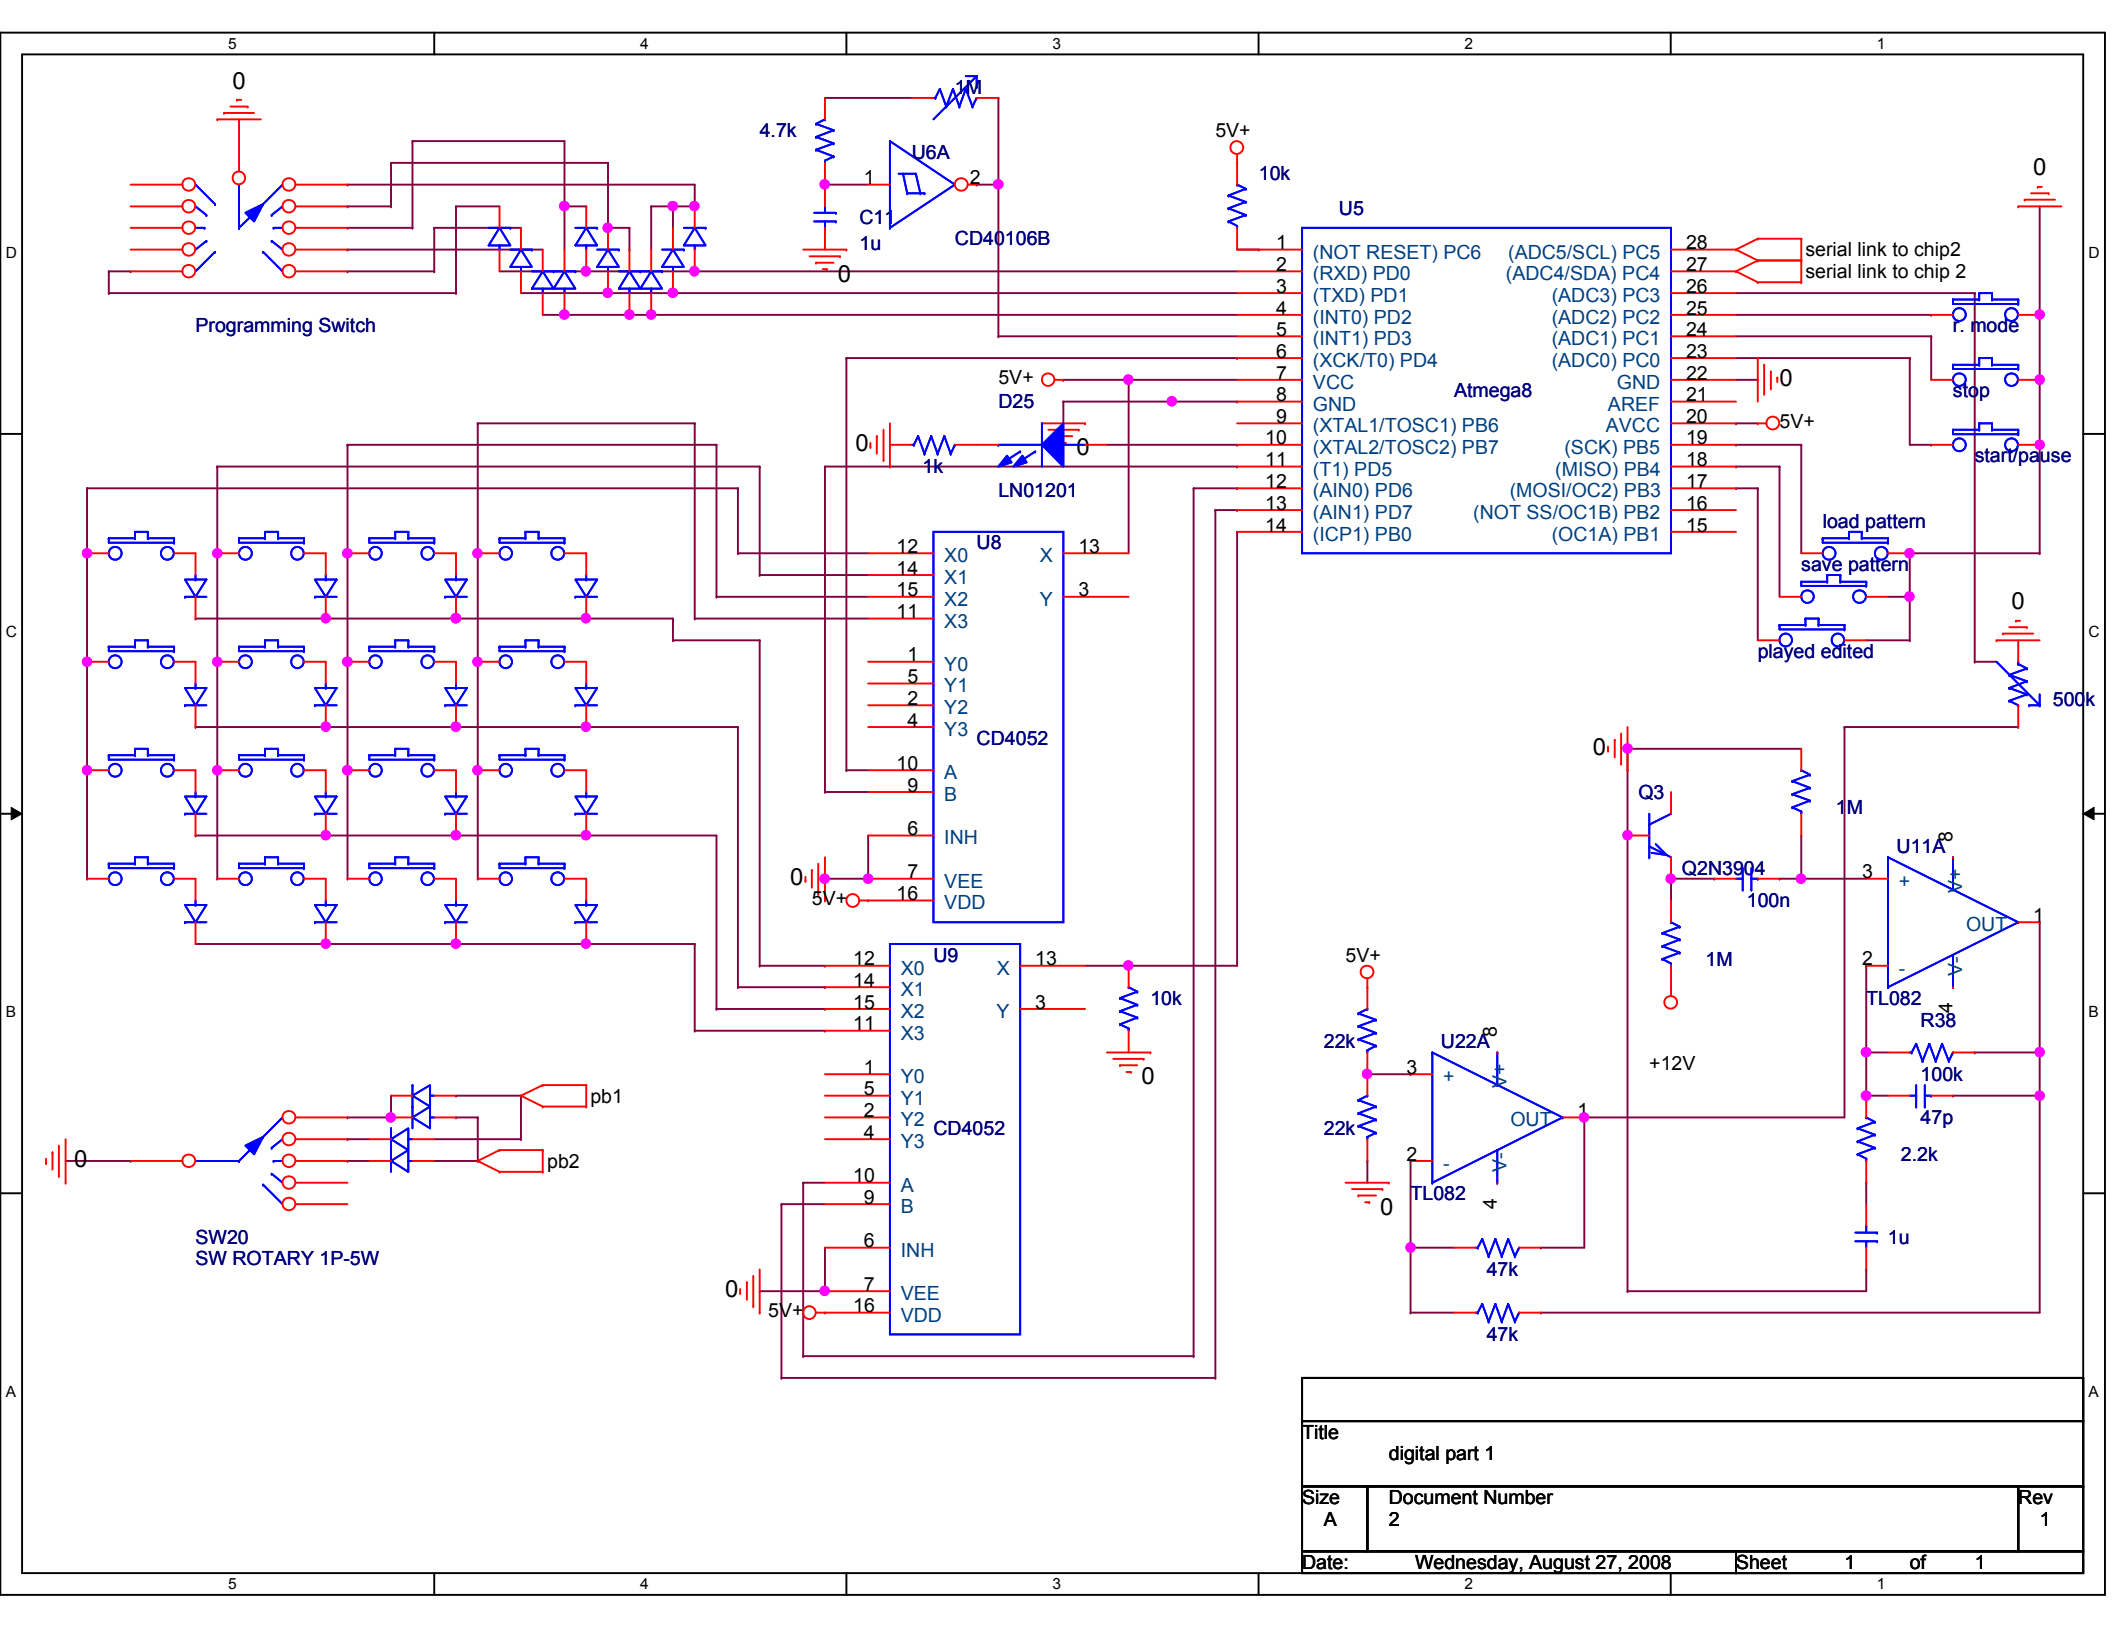 5 4 3 2 1
D
C
B
A
D
C
B
A
0
Programming Switch
1M
4.7k
U6A
1
2
C11
1u
CD40106B
0
5V+
10k
U5
Atmega8
1 (NOT RESET) PC6
2 (RXD) PD0
3 (TXD) PD1
4 (INT0) PD2
5 (INT1) PD3
6 (XCK/T0) PD4
7 VCC
8 GND
9 (XTAL1/TOSC1) PB6
10 (XTAL2/TOSC2) PB7
11 (T1) PD5
12 (AIN0) PD6
13 (AIN1) PD7
14 (ICP1) PB0
(ADC5/SCL) PC5 28
(ADC4/SDA) PC4 27
(ADC3) PC3 26
(ADC2) PC2 25
(ADC1) PC1 24
(ADC0) PC0 23
GND 22
AREF 21
AVCC 20
(SCK) PB5 19
(MISO) PB4 18
(MOSI/OC2) PB3 17
(NOT SS/OC1B) PB2 16
(OC1A) PB1 15
serial link to chip2
serial link to chip 2
0
r. mode
stop
start/pause
0
5V+
load pattern
save pattern
played edited
0
500k
5V+
D25
0
1k
0
LN01201
U8
12 X0
14 X1
15 X2
11 X3
1 Y0
5 Y1
2 Y2
4 Y3
10 A
9 B
6 INH
7 VEE
16 VDD
X 13
Y 3
CD4052
0
5V+
U9
12 X0
14 X1
15 X2
11 X3
1 Y0
5 Y1
2 Y2
4 Y3
10 A
9 B
6 INH
7 VEE
16 VDD
X 13
Y 3
CD4052
0
5V+
10k
0
0
pb1
pb2
SW20
SW ROTARY 1P-5W
5V+
22k
22k
0
U22A
3 +
2 -
8
V+
OUT 1
V-
4
TL082
47k
47k
0
Q3
Q2N3904
1M
100n
1M
+12V
U11A
3 +
2 -
8
V+
OUT 1
V-
4
TL082
R38
100k
47p
2.2k
1u
Title
digital part 1
Size
A
Document Number
2
Rev
1
Date: Wednesday, August 27, 2008 Sheet 1 of 1
5 4 3 2 1